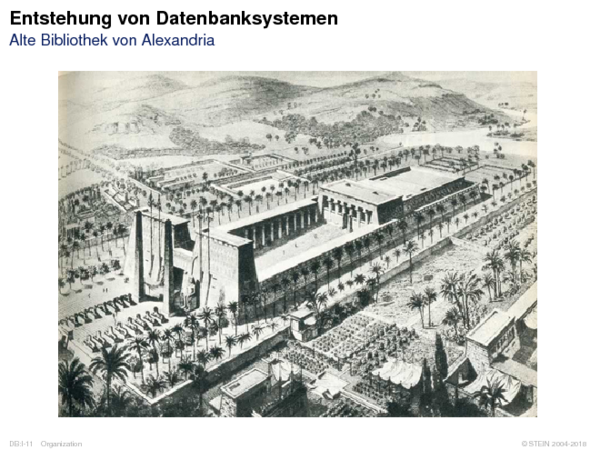 Entstehung von Datenbanksystemen
Alte Bibliothek von Alexandria
DB:I-11 Organization
© STEIN 2004-2018